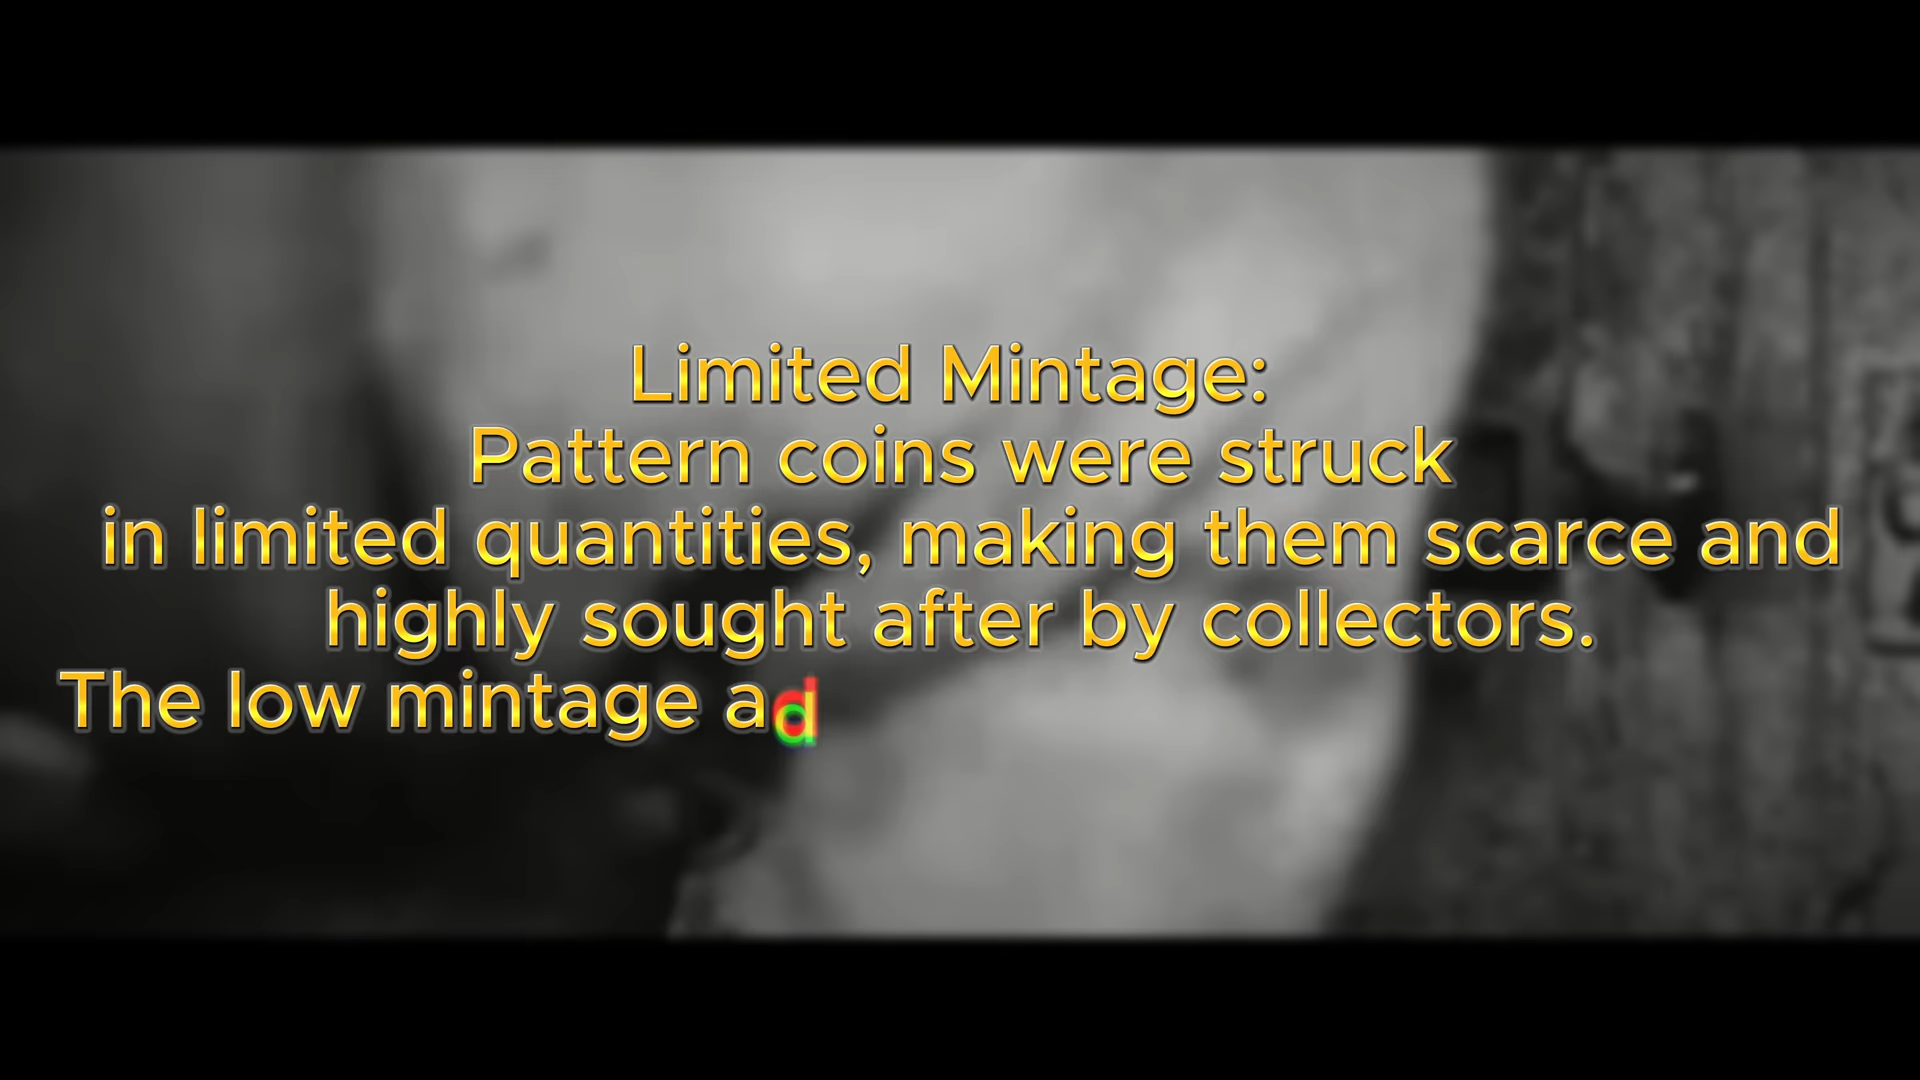 Limited Mintage:
Pattern coins were struck
in limited quantities, making them scarce and
highly sought after by collectors.
The low mintage ad